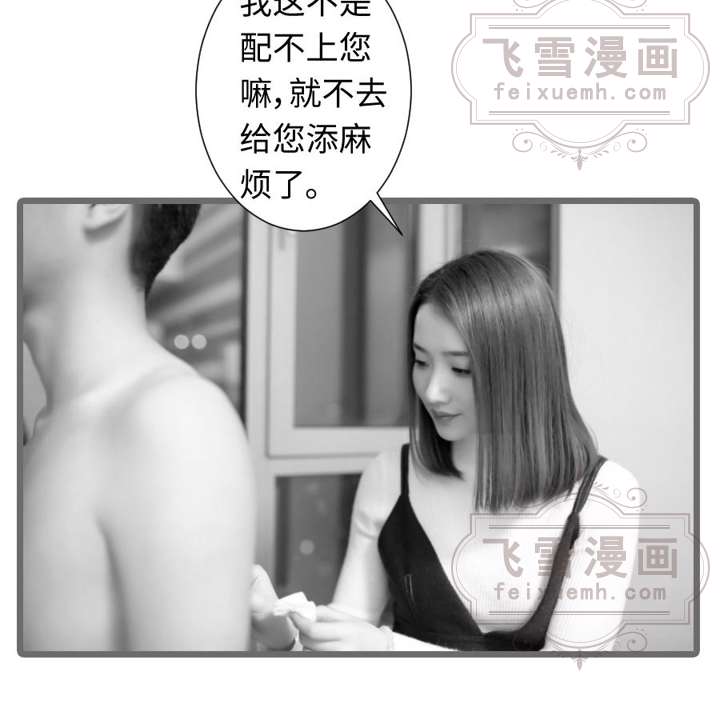 我这不是
配不上您
嘛，就不去
给您添麻
烦了。
飞雪漫画
feixuemh.com
飞雪漫画
feixuemh.com